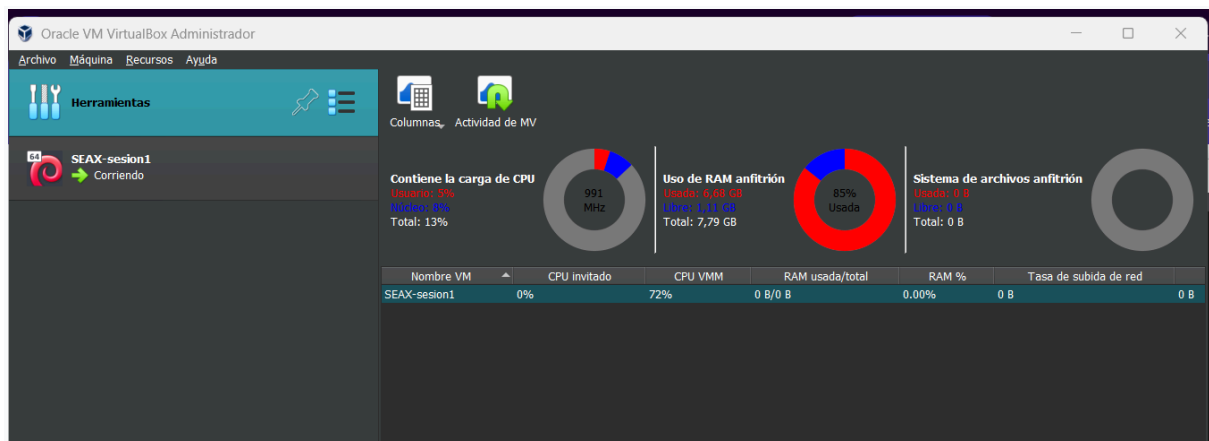 Oracle VM VirtualBox Administrador
Archivo Máquina Recursos Ayuda
Herramientas
64
SEAX-sesion1
Corriendo
Columnas Actividad de MV
Contiene la carga de CPU
Usuario: 5%
Núcleo: 8%
Total: 13%
991
MHz
Uso de RAM anfitrión
Usada: 6,68 GB
Libre: 1,11 GB
Total: 7,79 GB
85%
Usada
Sistema de archivos anfitrión
Usada: 0 B
Libre: 0 B
Total: 0 B
Nombre VM CPU invitado CPU VMM RAM usada/total RAM % Tasa de subida de red
SEAX-sesion1 0% 72% 0 B/0 B 0.00% 0 B 0 B